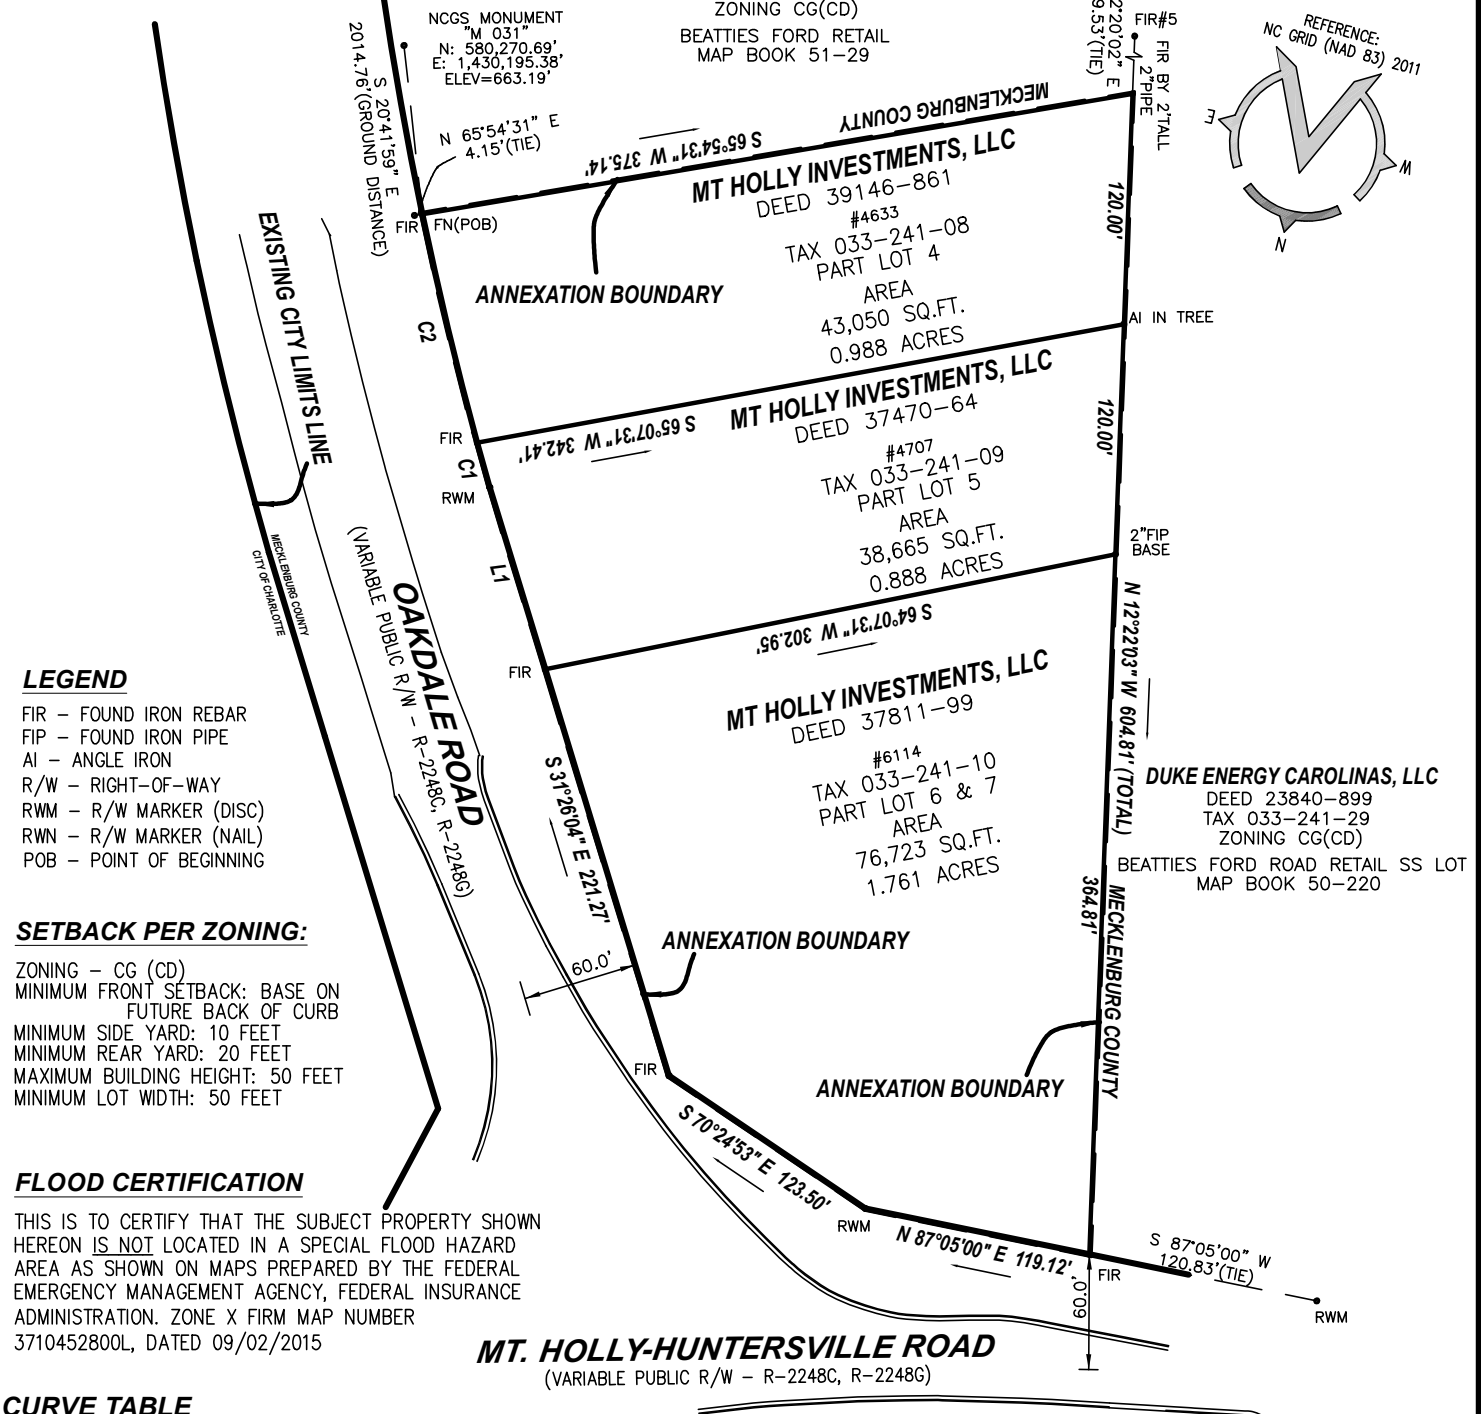 NCGS MONUMENT
"M 031"
N: 580,270.69'
E: 1,430,195.38'
ELEV=663.19'
ZONING CG(CD)
BEATTIES FORD RETAIL
MAP BOOK 51-29
2°20'02" E
9.53'(TIE)
FIR#5
FIR BY 2'TALL
2"PIPE
REFERENCE:
NC GRID (NAD 83) 2011
E
W
N
S 20°41'59" E
2014.76'(GROUND DISTANCE)
N 65°54'31" E
4.15'(TIE)
S 65°54'31" W 375.14'
MECKLENBURG COUNTY
FIR
FN(POB)
MT HOLLY INVESTMENTS, LLC
DEED 39146-861
#4633
TAX 033-241-08
PART LOT 4
AREA
43,050 SQ.FT.
0.988 ACRES
120.00'
ANNEXATION BOUNDARY
EXISTING CITY LIMITS LINE
C2
AI IN TREE
FIR
S 65°07'31" W 342.41'
MT HOLLY INVESTMENTS, LLC
DEED 37470-64
#4707
TAX 033-241-09
PART LOT 5
AREA
38,665 SQ.FT.
0.888 ACRES
120.00'
C1
RWM
L1
2"FIP
BASE
MECKLENBURG COUNTY
CITY OF CHARLOTTE
OAKDALE ROAD
(VARIABLE PUBLIC R/W - R-2248C, R-2248G)
FIR
S 64°07'31" W 302.95'
MT HOLLY INVESTMENTS, LLC
DEED 37811-99
#6114
TAX 033-241-10
PART LOT 6 & 7
AREA
76,723 SQ.FT.
1.761 ACRES
N 12°22'03" W 604.81' (TOTAL)
364.81'
MECKLENBURG COUNTY
DUKE ENERGY CAROLINAS, LLC
DEED 23840-899
TAX 033-241-29
ZONING CG(CD)
BEATTIES FORD ROAD RETAIL SS LOT
MAP BOOK 50-220
LEGEND
FIR - FOUND IRON REBAR
FIP - FOUND IRON PIPE
AI - ANGLE IRON
R/W - RIGHT-OF-WAY
RWM - R/W MARKER (DISC)
RWN - R/W MARKER (NAIL)
POB - POINT OF BEGINNING
S 31°26'04" E 221.27'
60.0'
ANNEXATION BOUNDARY
ANNEXATION BOUNDARY
SETBACK PER ZONING:
ZONING - CG (CD)
MINIMUM FRONT SETBACK: BASE ON
FUTURE BACK OF CURB
MINIMUM SIDE YARD: 10 FEET
MINIMUM REAR YARD: 20 FEET
MAXIMUM BUILDING HEIGHT: 50 FEET
MINIMUM LOT WIDTH: 50 FEET
FIR
S 70°24'53" E 123.50'
RWM
N 87°05'00" E 119.12'
FIR
60.0'
S 87°05'00" W
120.83'(TIE)
RWM
FLOOD CERTIFICATION
THIS IS TO CERTIFY THAT THE SUBJECT PROPERTY SHOWN
HEREON IS NOT LOCATED IN A SPECIAL FLOOD HAZARD
AREA AS SHOWN ON MAPS PREPARED BY THE FEDERAL
EMERGENCY MANAGEMENT AGENCY, FEDERAL INSURANCE
ADMINISTRATION. ZONE X FIRM MAP NUMBER
3710452800L, DATED 09/02/2015
MT. HOLLY-HUNTERSVILLE ROAD
(VARIABLE PUBLIC R/W - R-2248C, R-2248G)
CURVE TABLE